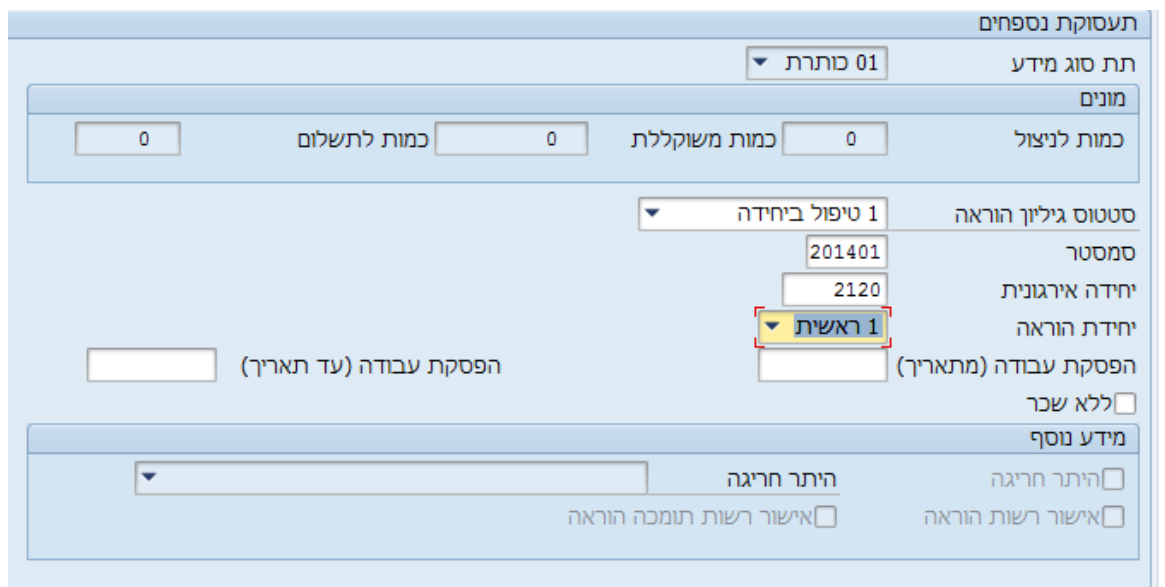 תעסוקת נספחים
תת סוג מידע 01 כותרת
מונים
כמות לניצול 0 כמות משוקללת 0 כמות לתשלום 0
סטטוס גיליון הוראה 1 טיפול ביחידה
סמסטר 201401
יחידה אירגונית 2120
יחידת הוראה 1 ראשית
הפסקת עבודה (מתאריך) הפסקת עבודה (עד תאריך)
ללא שכר
מידע נוסף
היתר חריגה היתר חריגה
אישור רשות הוראה אישור רשות תומכה הוראה